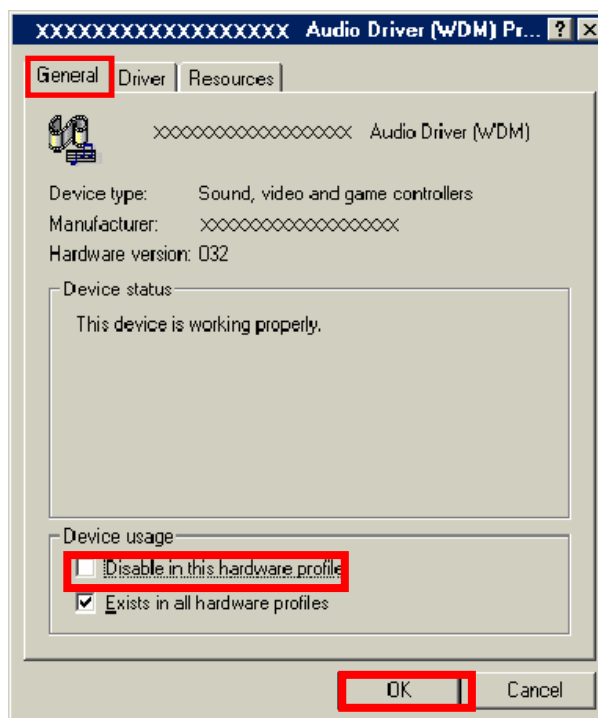 XXXXXXXXXXXXXXXXXX Audio Driver (WDM) Pr... ? ×
General Driver Resources
XXXXXXXXXXXXXXXXXX Audio Driver (WDM)
Device type: Sound, video and game controllers
Manufacturer: XXXXXXXXXXXXXXXXXX
Hardware version: 032
Device status
This device is working properly.
Device usage
Disable in this hardware profile
Exists in all hardware profiles
OK Cancel